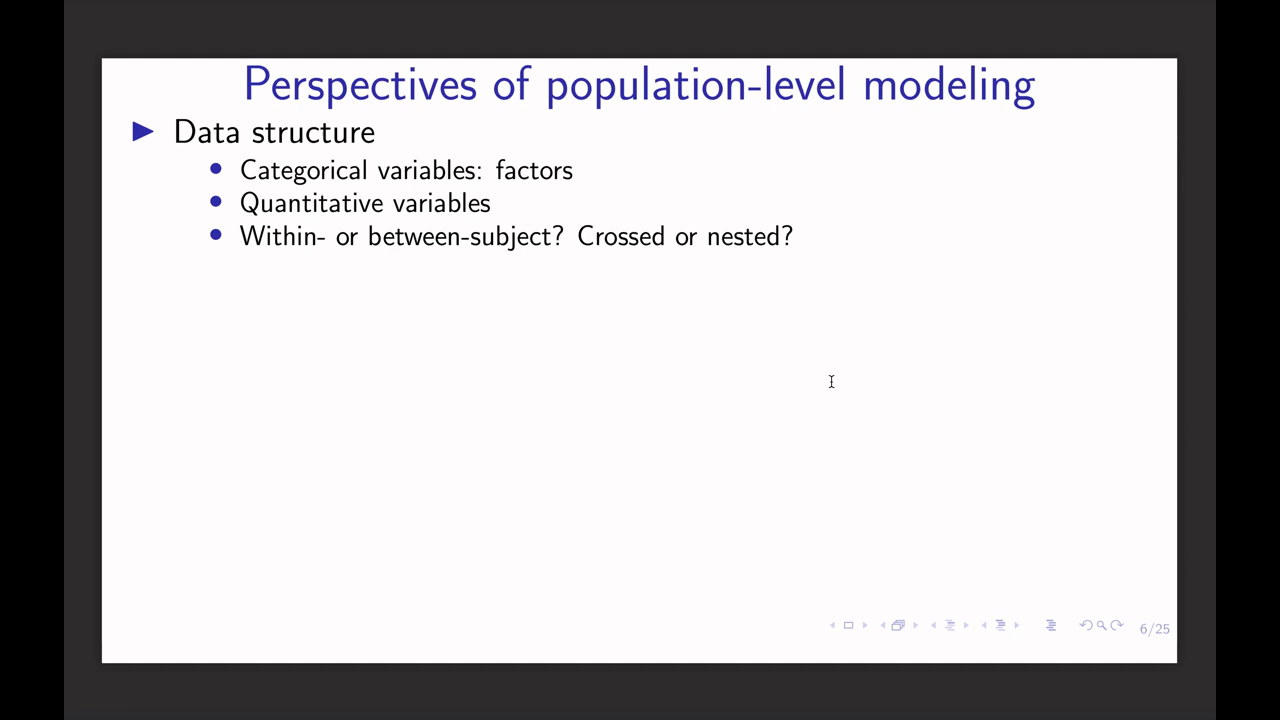 Perspectives of population-level modeling
Data structure
Categorical variables: factors
Quantitative variables
Within- or between-subject? Crossed or nested?
6/25